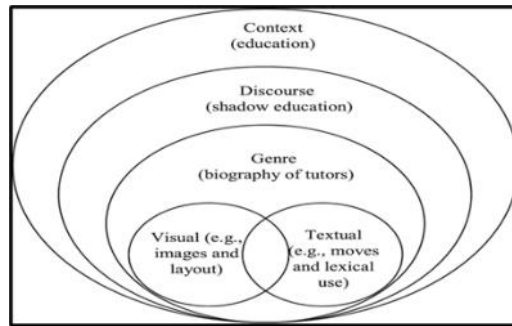 Context
(education)
Discourse
(shadow education)
Genre
(biography of tutors)
Visual (e.g.,
images and
layout)
Textual
(e.g., moves
and lexical
use)